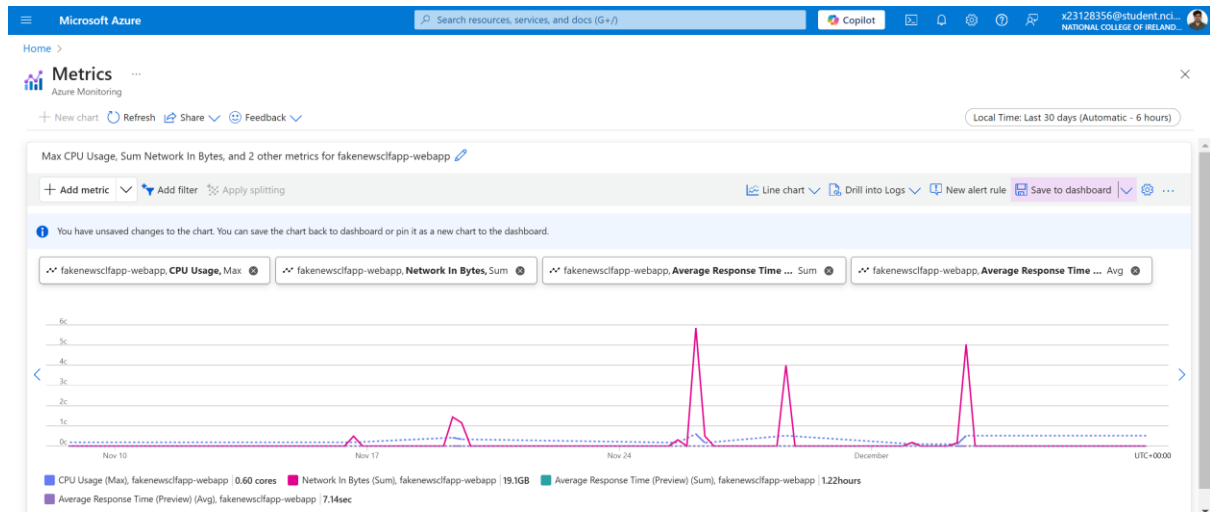 Microsoft Azure
Search resources, services, and docs (G+/)
Copilot
x23128356@student.nci...
NATIONAL COLLEGE OF IRELAND...
Home >
Metrics ...
Azure Monitoring
+ New chart Refresh Share Feedback
Local Time: Last 30 days (Automatic - 6 hours)
Max CPU Usage, Sum Network In Bytes, and 2 other metrics for fakenewsclfapp-webapp
+ Add metric Add filter Apply splitting
Line chart Drill into Logs New alert rule Save to dashboard ...
You have unsaved changes to the chart. You can save the chart back to dashboard or pin it as a new chart to the dashboard.
fakenewsclfapp-webapp, CPU Usage, Max
fakenewsclfapp-webapp, Network In Bytes, Sum
fakenewsclfapp-webapp, Average Response Time ... Sum
fakenewsclfapp-webapp, Average Response Time ... Avg
6c
5c
4c
3c
2c
1c
0c
Nov 10
Nov 17
Nov 24
December
UTC+00:00
CPU Usage (Max), fakenewsclfapp-webapp | 0.60 cores
Network In Bytes (Sum), fakenewsclfapp-webapp | 19.1GB
Average Response Time (Preview) (Sum), fakenewsclfapp-webapp | 1.22hours
Average Response Time (Preview) (Avg), fakenewsclfapp-webapp | 7.14sec